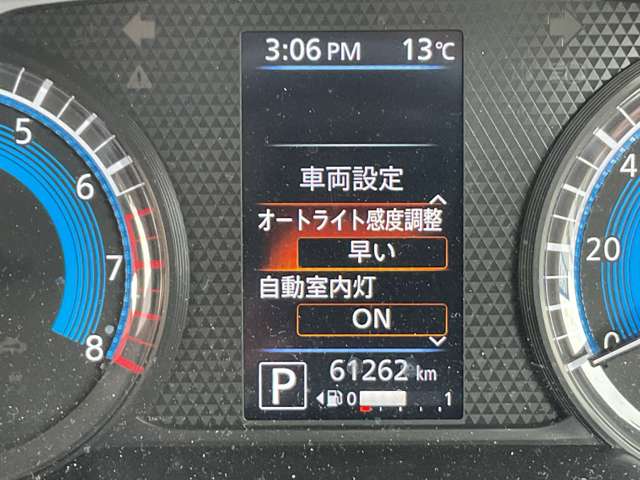 3:06 PM 13℃
車両設定
オートライト感度調整
早い
自動室内灯
ON
P 61262 km
0 1
5
6
7
8
4
20
0